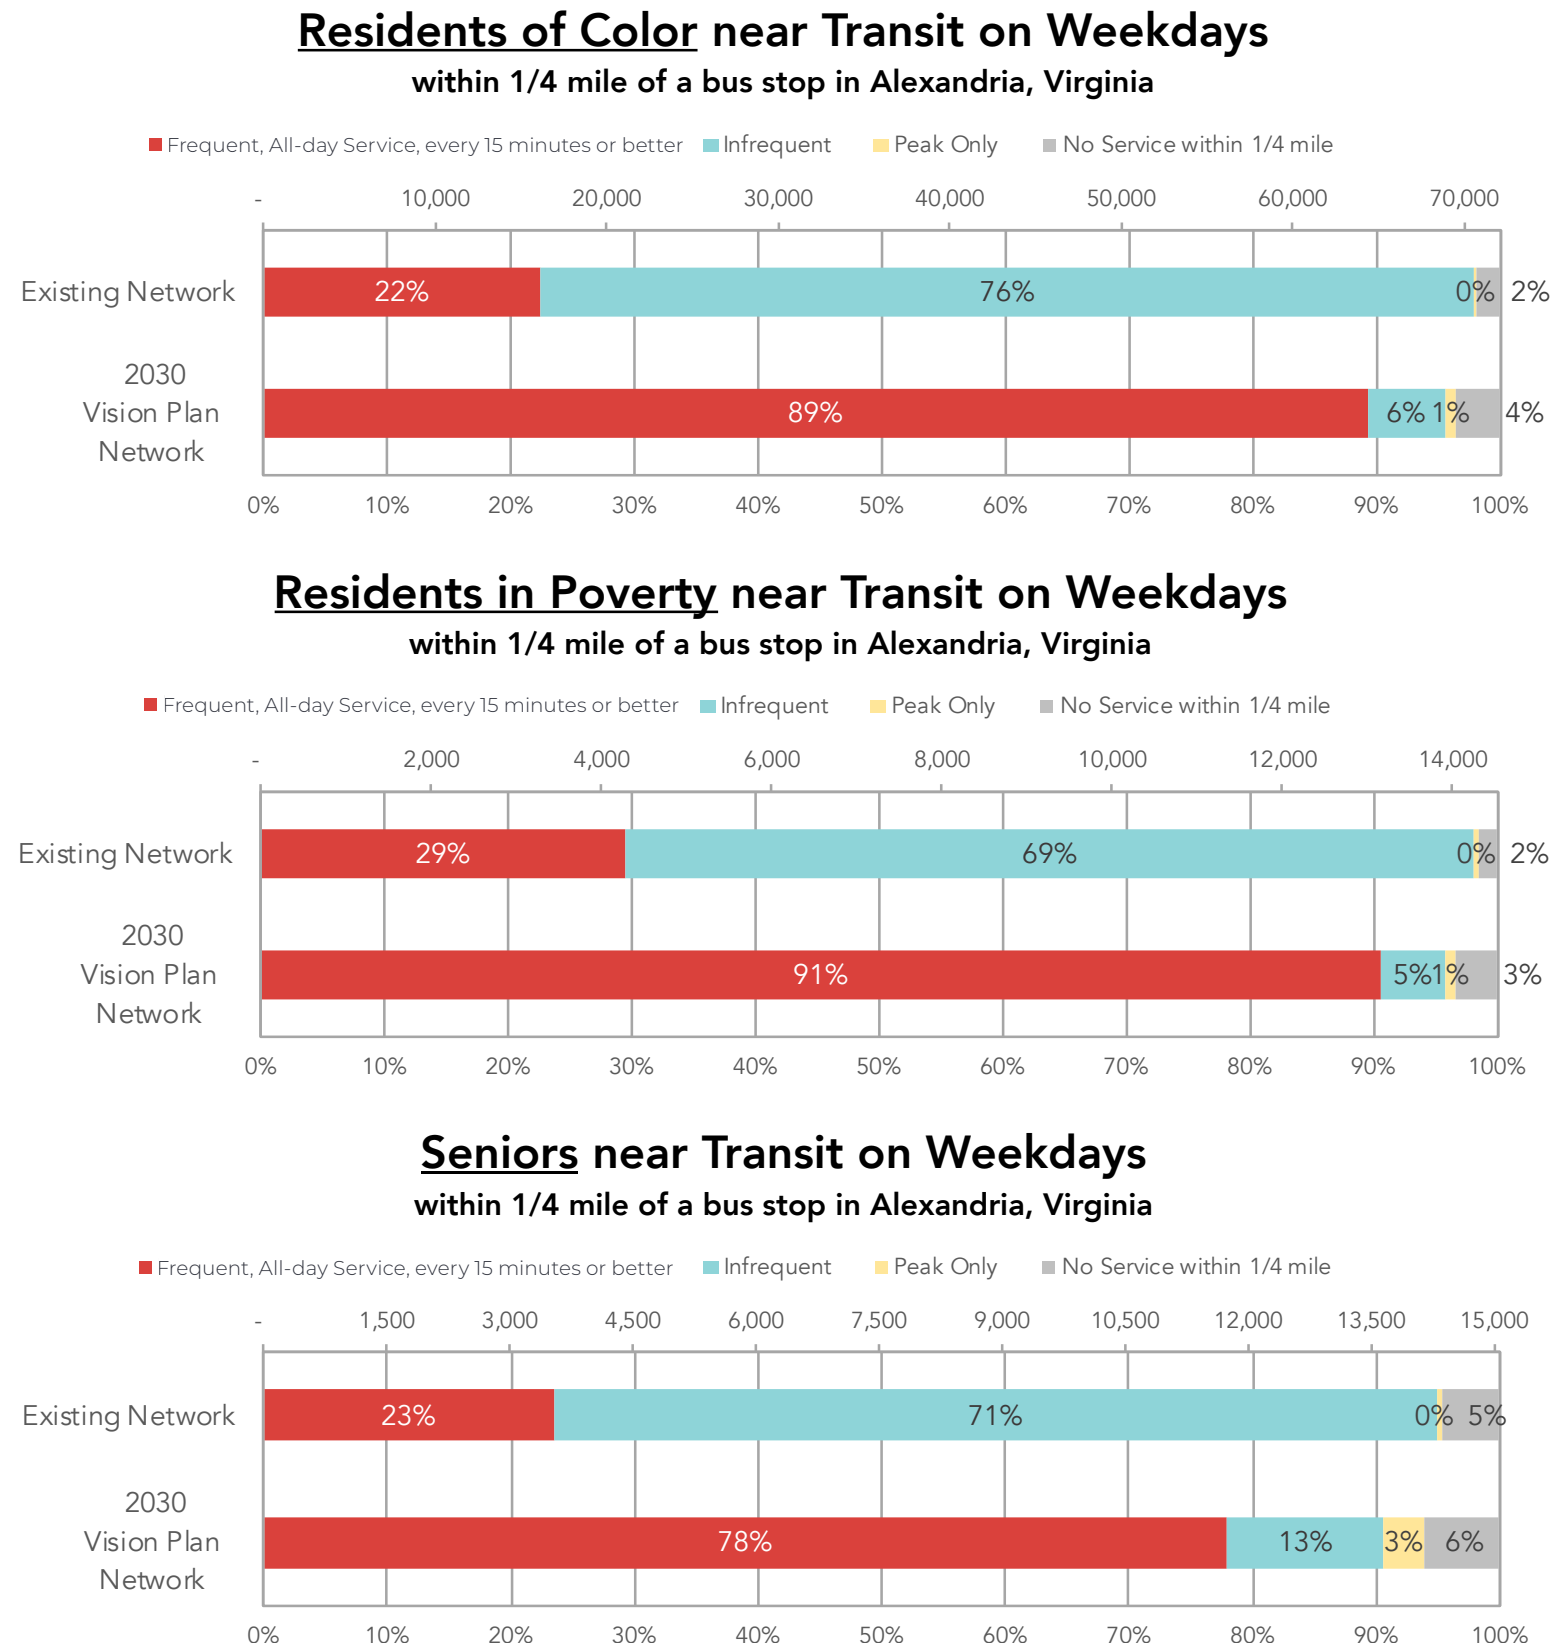 Residents of Color near Transit on Weekdays
within 1/4 mile of a bus stop in Alexandria, Virginia
Frequent, All-day Service, every 15 minutes or better Infrequent Peak Only No Service within 1/4 mile
- 10,000 20,000 30,000 40,000 50,000 60,000 70,000
Existing Network 22% 76% 0% 2%
2030
Vision Plan 89% 6% 1% 4%
Network
0% 10% 20% 30% 40% 50% 60% 70% 80% 90% 100%
Residents in Poverty near Transit on Weekdays
within 1/4 mile of a bus stop in Alexandria, Virginia
Frequent, All-day Service, every 15 minutes or better Infrequent Peak Only No Service within 1/4 mile
- 2,000 4,000 6,000 8,000 10,000 12,000 14,000
Existing Network 29% 69% 0% 2%
2030
Vision Plan 91% 5% 1% 3%
Network
0% 10% 20% 30% 40% 50% 60% 70% 80% 90% 100%
Seniors near Transit on Weekdays
within 1/4 mile of a bus stop in Alexandria, Virginia
Frequent, All-day Service, every 15 minutes or better Infrequent Peak Only No Service within 1/4 mile
- 1,500 3,000 4,500 6,000 7,500 9,000 10,500 12,000 13,500 15,000
Existing Network 23% 71% 0% 5%
2030
Vision Plan 78% 13% 3% 6%
Network
0% 10% 20% 30% 40% 50% 60% 70% 80% 90% 100%